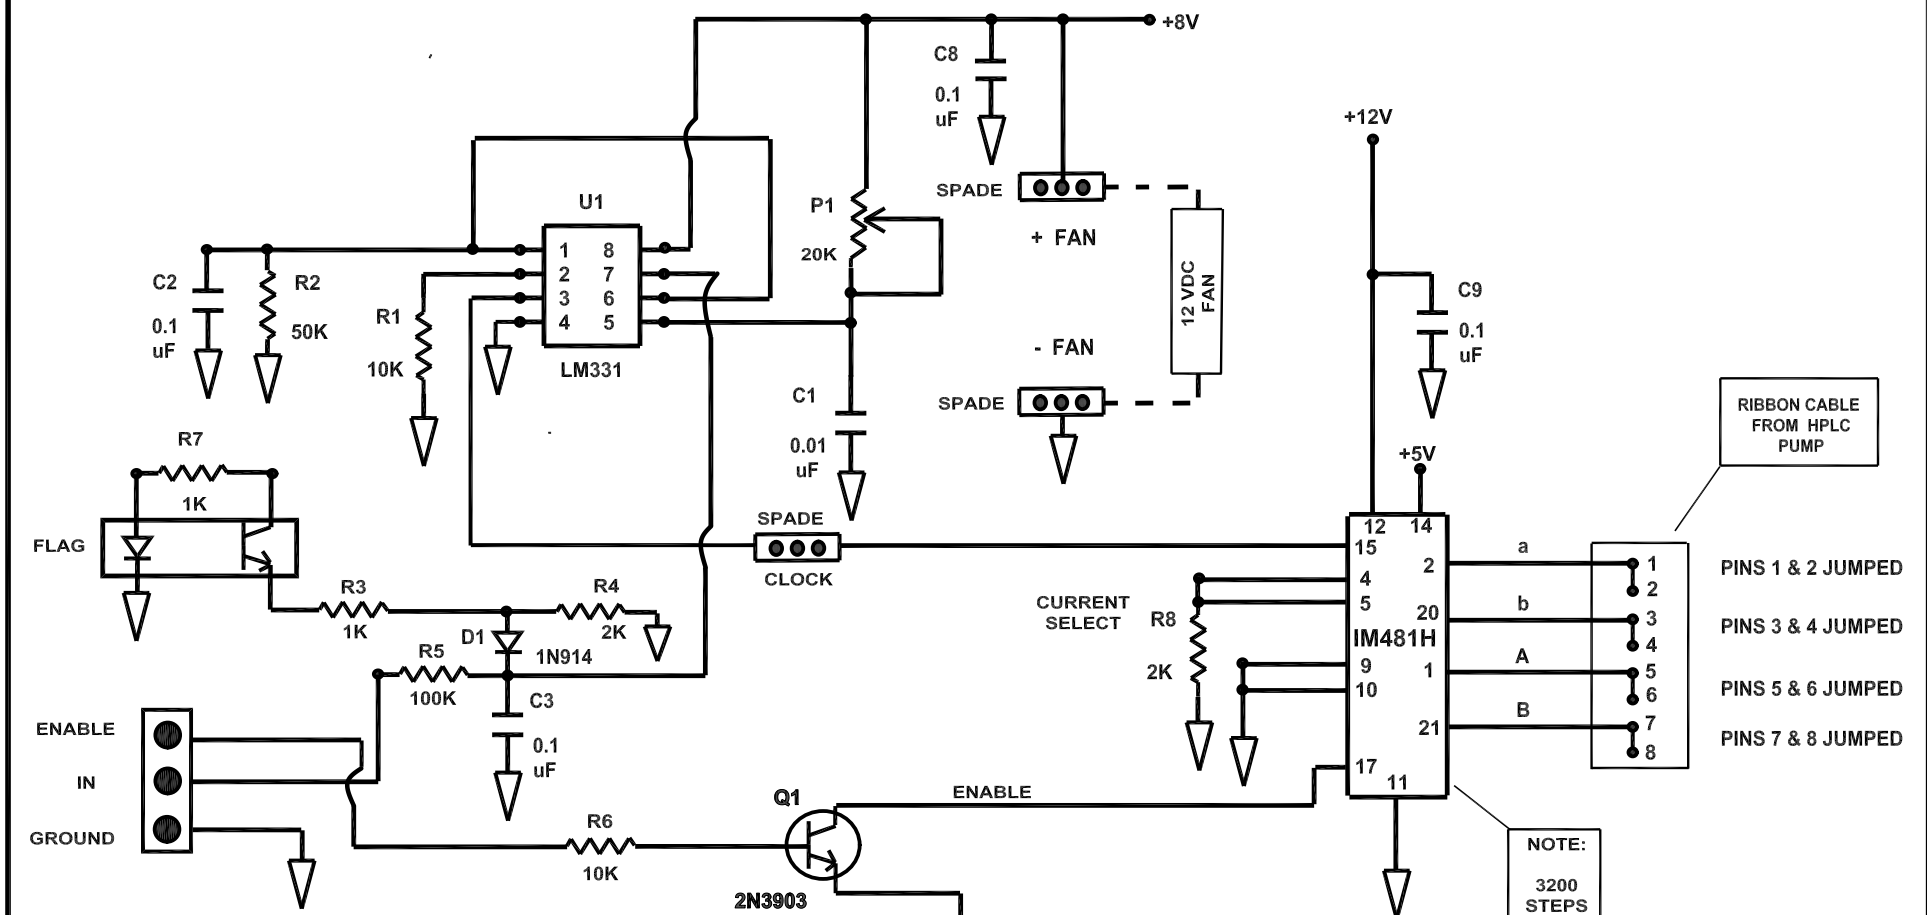 +8V
C8
0.1
uF
+12V
SPADE
+ FAN
U1
P1
20K
1 8
2 7
3 6
4 5
LM331
C2
0.1
uF
R2
50K
R1
10K
12 VDC
FAN
- FAN
SPADE
C9
0.1
uF
C1
0.01
uF
RIBBON CABLE
FROM HPLC
PUMP
R7
1K
+5V
FLAG
SPADE
CLOCK
12 14
15
4
5
IM481H
9
10
17
11
2
20
1
21
a
b
A
B
1
2
3
4
5
6
7
8
PINS 1 & 2 JUMPED
PINS 3 & 4 JUMPED
PINS 5 & 6 JUMPED
PINS 7 & 8 JUMPED
CURRENT
SELECT
R8
2K
R3
1K
R4
2K
D1
1N914
R5
100K
C3
0.1
uF
ENABLE
IN
GROUND
R6
10K
Q1
2N3903
ENABLE
NOTE:
3200
STEPS